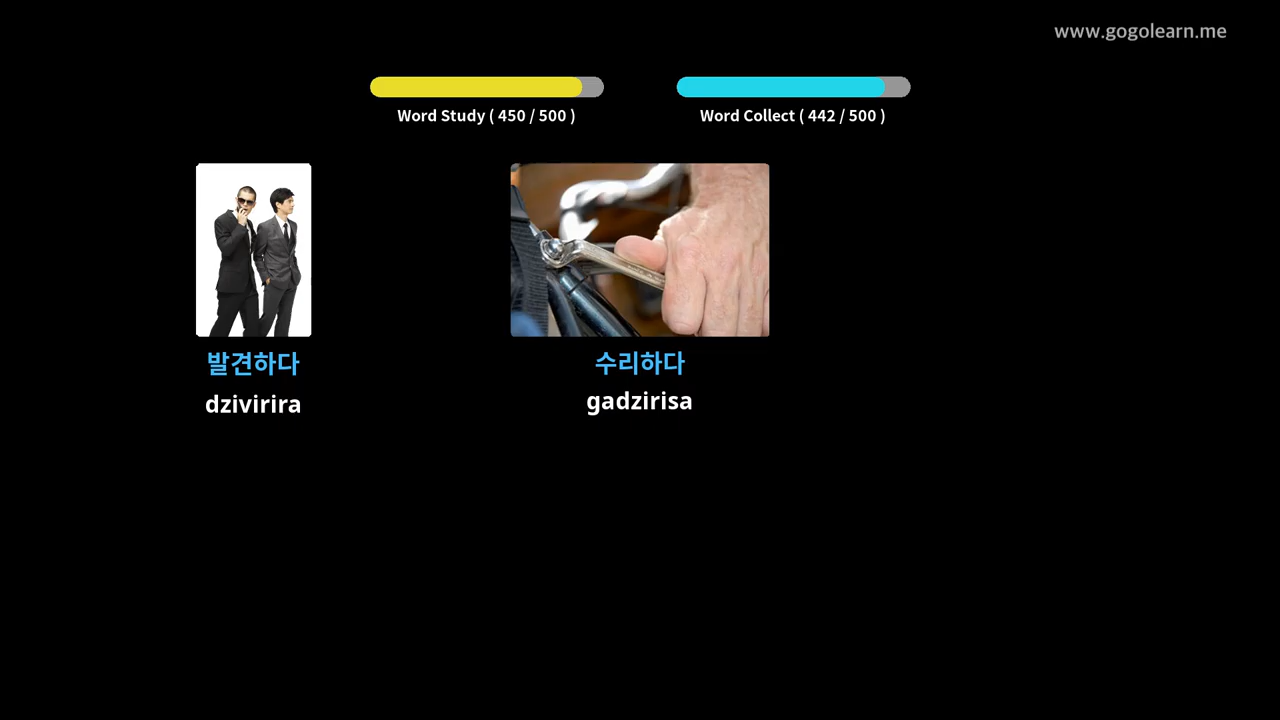 www.gogolearn.me
Word Study ( 450 / 500 )
Word Collect ( 442 / 500 )
발견하다
dzivirira
수리하다
gadzirisa